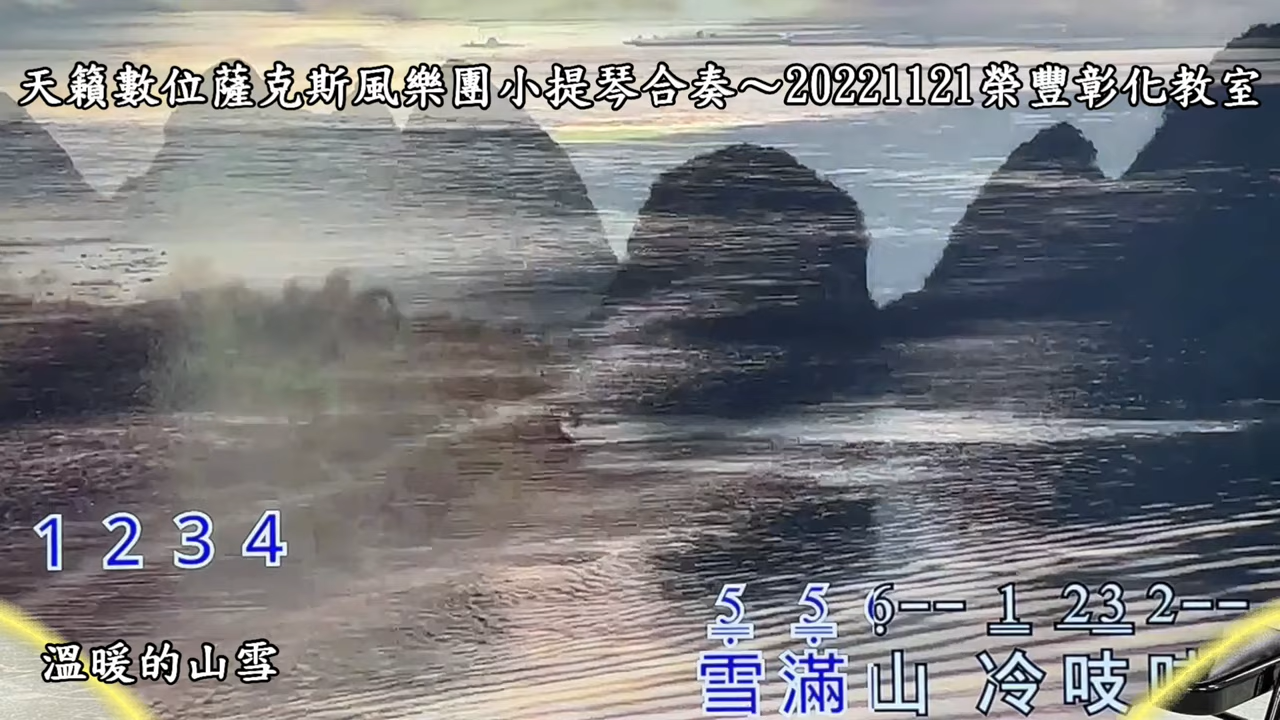 天籟數位薩克斯風樂團小提琴合奏～20221121榮豐彰化教室
1 2 3 4
5 5 6-- 1 23 2--
雪滿山 冷吱
溫暖的山雪